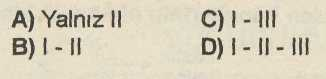 A) Yalnız II
B) I - II
C) I - III
D) I - II - III